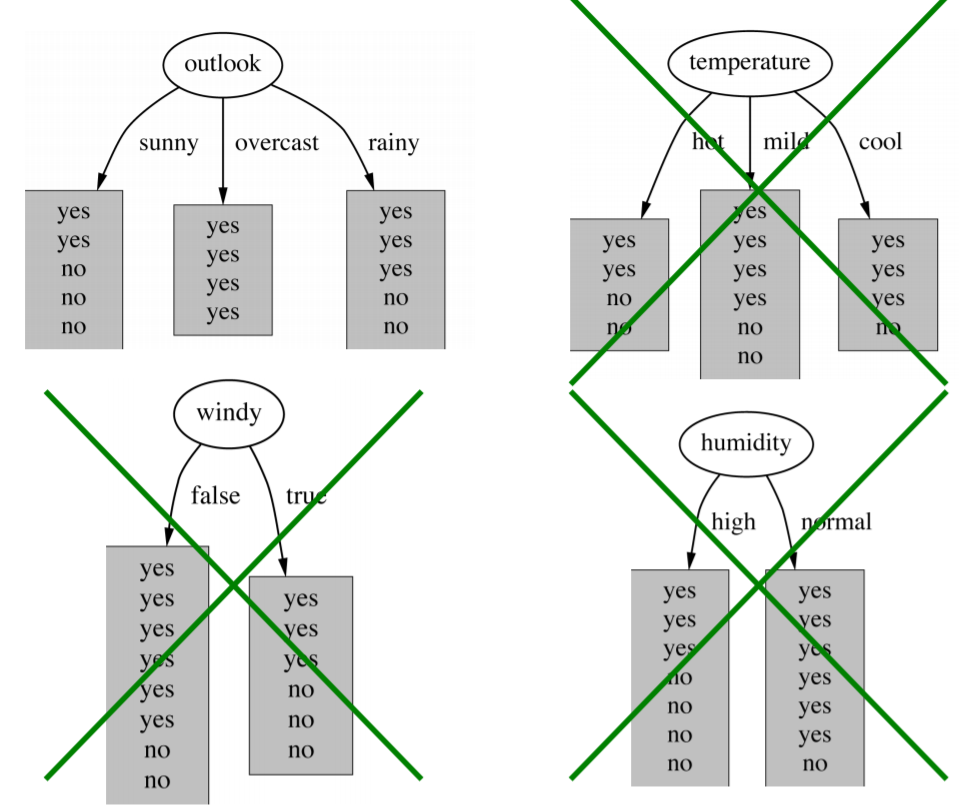 outlook
sunny overcast rainy
yes
yes
no
no
no
yes
yes
yes
yes
yes
yes
yes
no
no
temperature
hot mild cool
yes
yes
no
no
yes
yes
yes
yes
no
no
yes
yes
yes
no
windy
false true
yes
yes
yes
yes
yes
yes
no
no
yes
yes
yes
no
no
no
humidity
high normal
yes
yes
yes
no
no
no
no
yes
yes
yes
yes
yes
yes
no